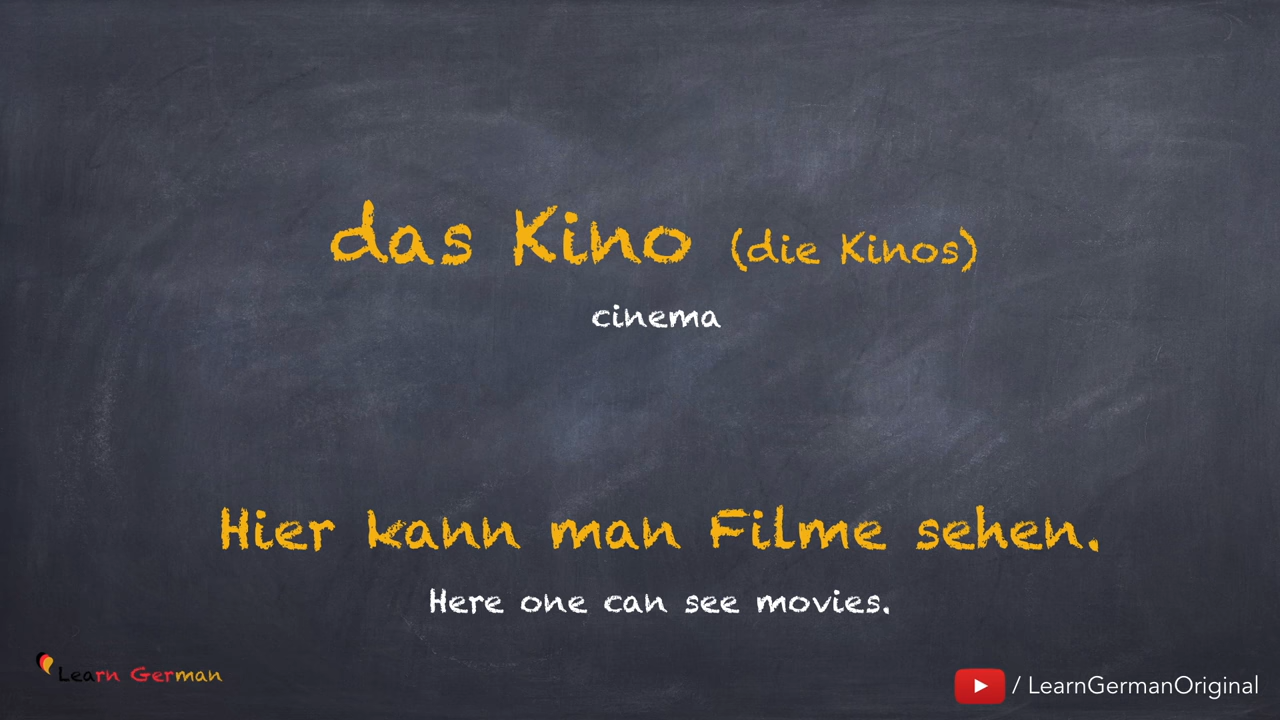 das Kino (die Kinos)
cinema
Hier kann man Filme sehen.
Here one can see movies.
Learn German
/ LearnGermanOriginal